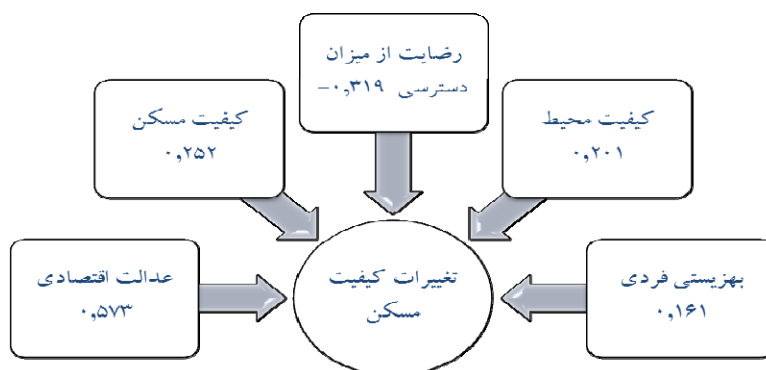 رضایت از میزان
دسترسی ۰,۳۱۹-
کیفیت محیط
۰,۲۰۱
کیفیت مسکن
۰,۲۵۲
بهزیستی فردی
۰,۱۶۱
تغییرات کیفیت
مسکن
عدالت اقتصادی
۰,۵۷۳